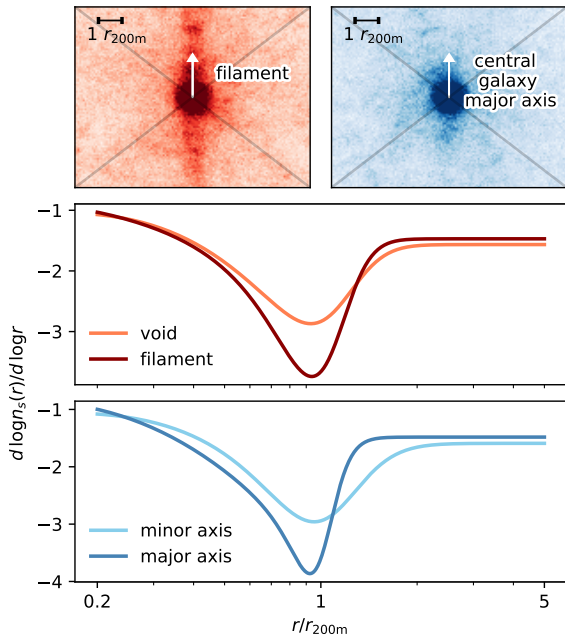 1 r200m
filament
1 r200m
central
galaxy
major axis
−1
−2
−3
void
filament
d log ns(r)/d log r
−1
−2
−3
−4
minor axis
major axis
0.2
1
5
r/r200m